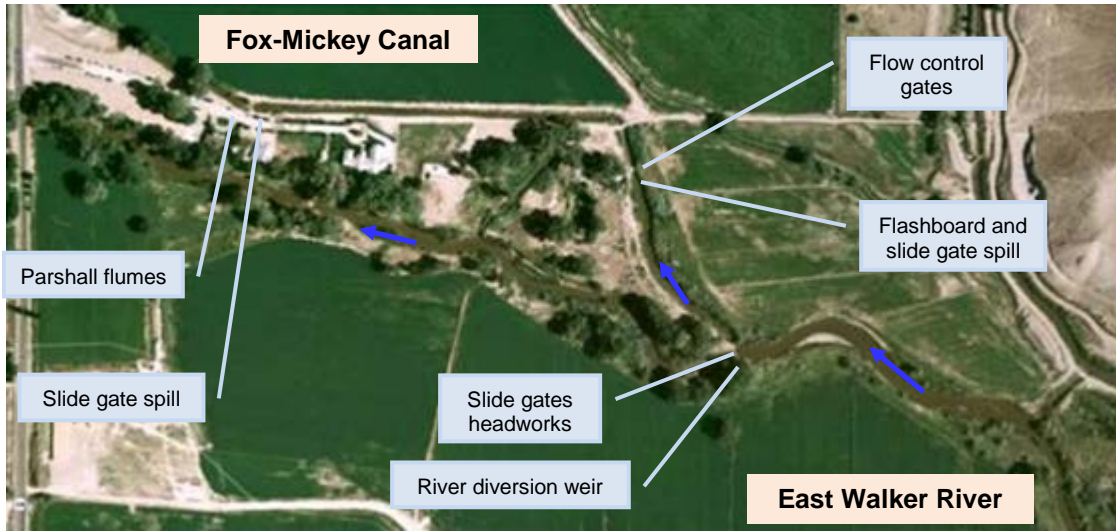 Fox-Mickey Canal
Flow control
gates
Flashboard and
slide gate spill
Parshall flumes
Slide gate spill
Slide gates
headworks
River diversion weir
East Walker River